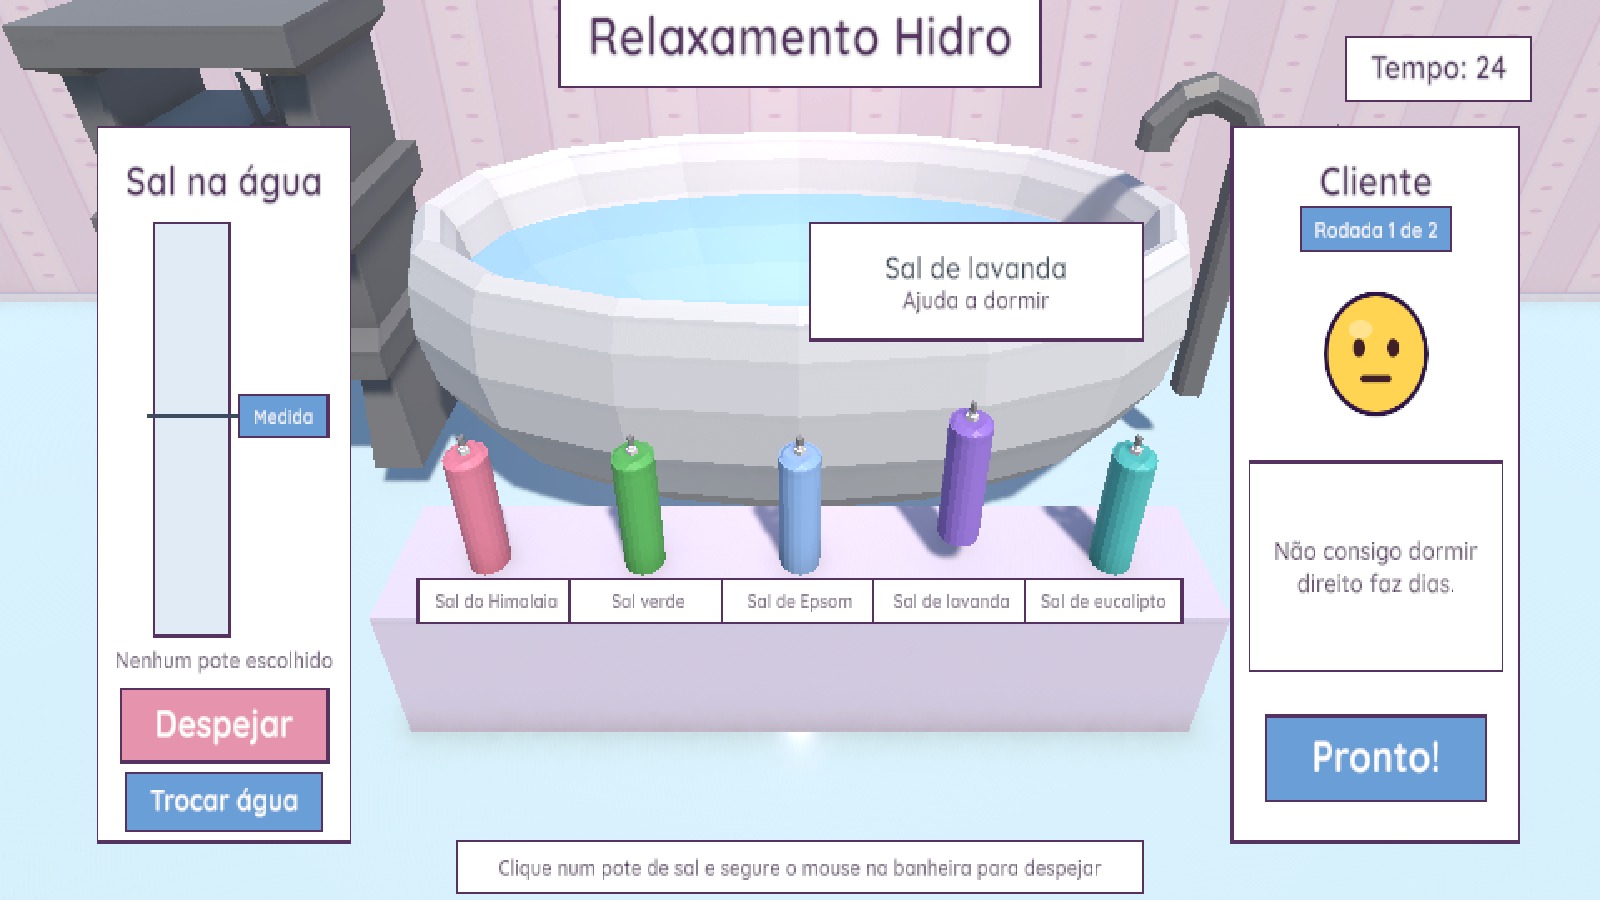 Relaxamento Hidro
Tempo: 24
Sal na água
Medida
Nenhum pote escolhido
Despejar
Trocar água
Sal de lavanda
Ajuda a dormir
Sal do Himalaia
Sal verde
Sal de Epsom
Sal de lavanda
Sal de eucalipto
Cliente
Rodada 1 de 2
Não consigo dormir
direito faz dias.
Pronto!
Clique num pote de sal e segure o mouse na banheira para despejar